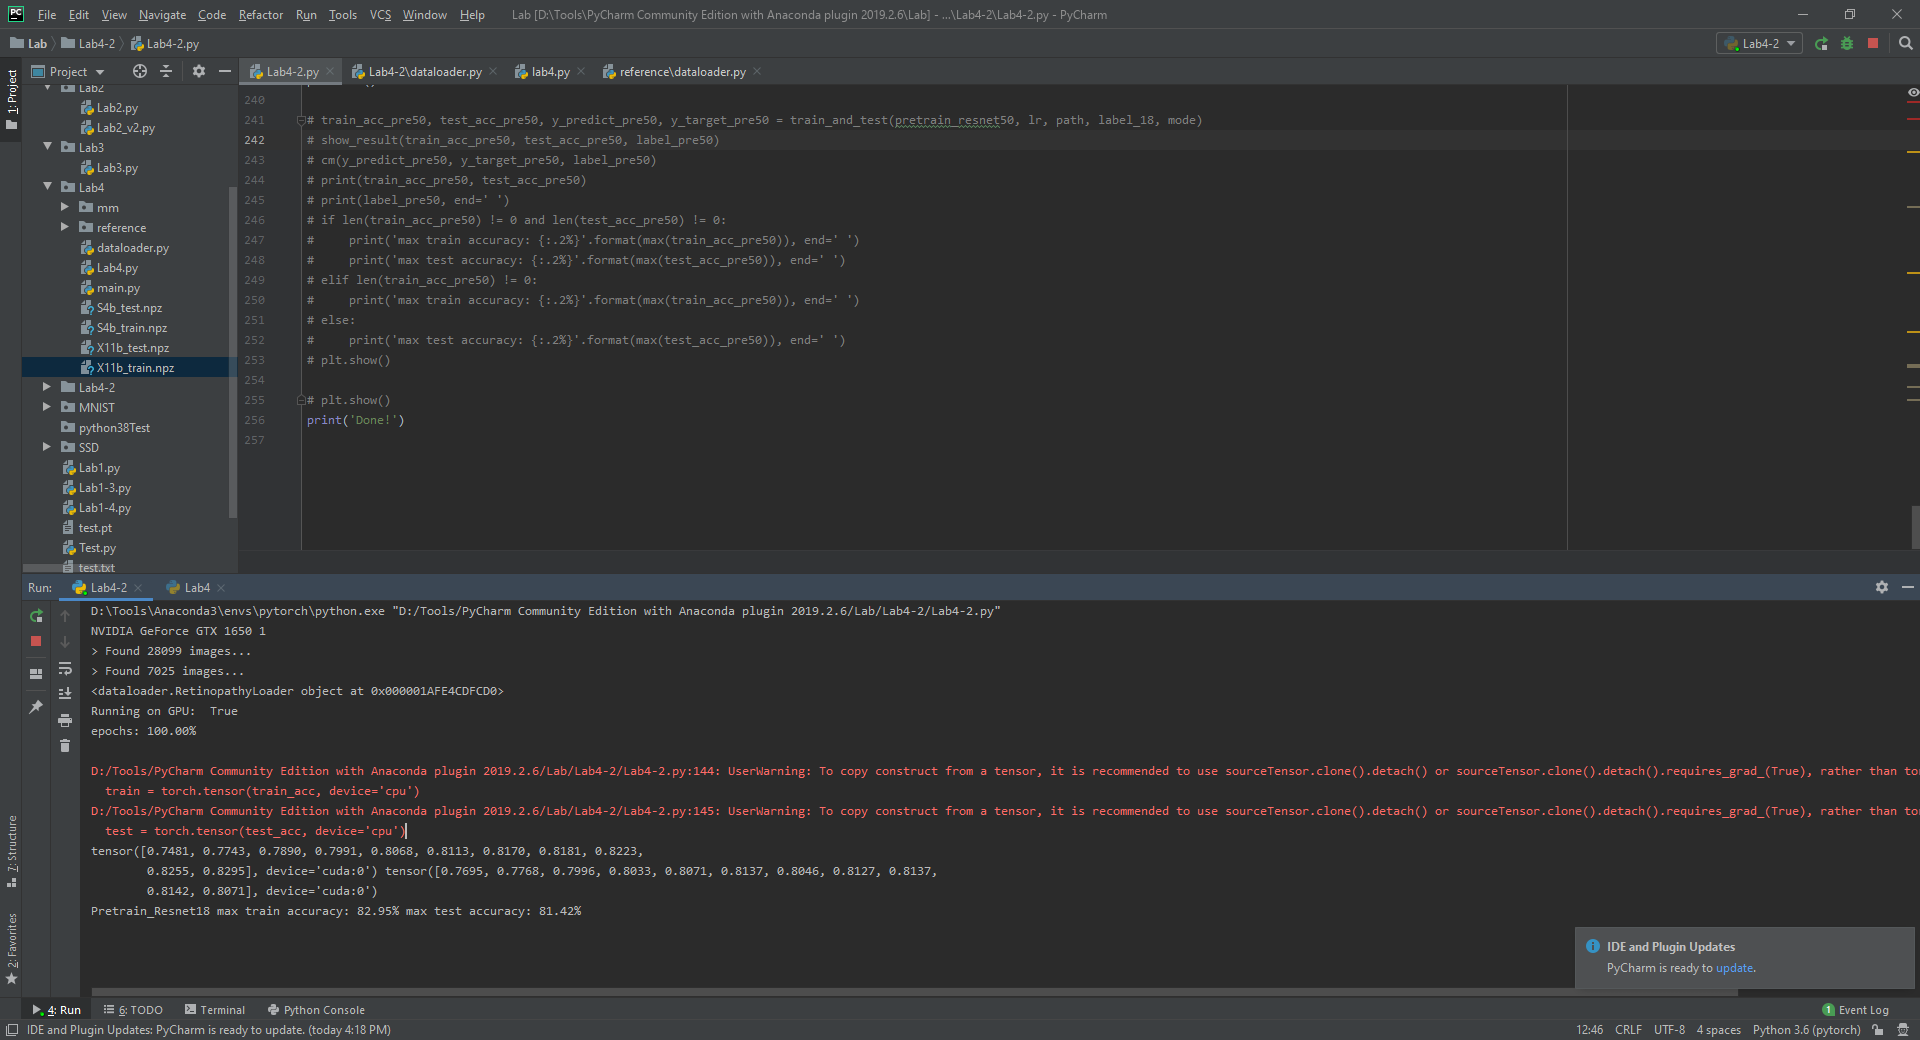 PC File Edit View Navigate Code Refactor Run Tools VCS Window Help Lab [D:\Tools\PyCharm Community Edition with Anaconda plugin 2019.2.6\Lab] - ...\Lab4-2\Lab4-2.py - PyCharm
Lab Lab4-2 Lab4-2.py Lab4-2
1: Project
Project
Lab4-2.py Lab4-2\dataloader.py lab4.py reference\dataloader.py
Lab2
Lab2.py
Lab2_v2.py
Lab3
Lab3.py
Lab4
mm
reference
dataloader.py
Lab4.py
main.py
S4b_test.npz
S4b_train.npz
X11b_test.npz
X11b_train.npz
Lab4-2
MNIST
python38Test
SSD
Lab1.py
Lab1-3.py
Lab1-4.py
test.pt
Test.py
test.txt
240
241 # train_acc_pre50, test_acc_pre50, y_predict_pre50, y_target_pre50 = train_and_test(pretrain_resnet50, lr, path, label_18, mode)
242 # show_result(train_acc_pre50, test_acc_pre50, label_pre50)
243 # cm(y_predict_pre50, y_target_pre50, label_pre50)
244 # print(train_acc_pre50, test_acc_pre50)
245 # print(label_pre50, end=' ')
246 # if len(train_acc_pre50) != 0 and len(test_acc_pre50) != 0:
247 #     print('max train accuracy: {:.2%}'.format(max(train_acc_pre50)), end=' ')
248 #     print('max test accuracy: {:.2%}'.format(max(test_acc_pre50)), end=' ')
249 # elif len(train_acc_pre50) != 0:
250 #     print('max train accuracy: {:.2%}'.format(max(train_acc_pre50)), end=' ')
251 # else:
252 #     print('max test accuracy: {:.2%}'.format(max(test_acc_pre50)), end=' ')
253 # plt.show()
254
255 # plt.show()
256 print('Done!')
257
Run: Lab4-2 Lab4
D:\Tools\Anaconda3\envs\pytorch\python.exe "D:/Tools/PyCharm Community Edition with Anaconda plugin 2019.2.6/Lab/Lab4-2/Lab4-2.py"
NVIDIA GeForce GTX 1650 1
> Found 28099 images...
> Found 7025 images...
<dataloader.RetinopathyLoader object at 0x000001AFE4CDFCD0>
Running on GPU:  True
epochs: 100.00%
D:/Tools/PyCharm Community Edition with Anaconda plugin 2019.2.6/Lab/Lab4-2/Lab4-2.py:144: UserWarning: To copy construct from a tensor, it is recommended to use sourceTensor.clone().detach() or sourceTensor.clone().detach().requires_grad_(True), rather than to
train = torch.tensor(train_acc, device='cpu')
D:/Tools/PyCharm Community Edition with Anaconda plugin 2019.2.6/Lab/Lab4-2/Lab4-2.py:145: UserWarning: To copy construct from a tensor, it is recommended to use sourceTensor.clone().detach() or sourceTensor.clone().detach().requires_grad_(True), rather than to
test = torch.tensor(test_acc, device='cpu')
tensor([0.7481, 0.7743, 0.7890, 0.7991, 0.8068, 0.8113, 0.8170, 0.8181, 0.8223,
0.8255, 0.8295], device='cuda:0') tensor([0.7695, 0.7768, 0.7996, 0.8033, 0.8071, 0.8137, 0.8046, 0.8127, 0.8137,
0.8142, 0.8071], device='cuda:0')
Pretrain_Resnet18 max train accuracy: 82.95% max test accuracy: 81.42%
7: Structure
2: Favorites
IDE and Plugin Updates
PyCharm is ready to update.
4: Run 6: TODO Terminal Python Console 1 Event Log
IDE and Plugin Updates: PyCharm is ready to update. (today 4:18 PM) 12:46 CRLF UTF-8 4 spaces Python 3.6 (pytorch)